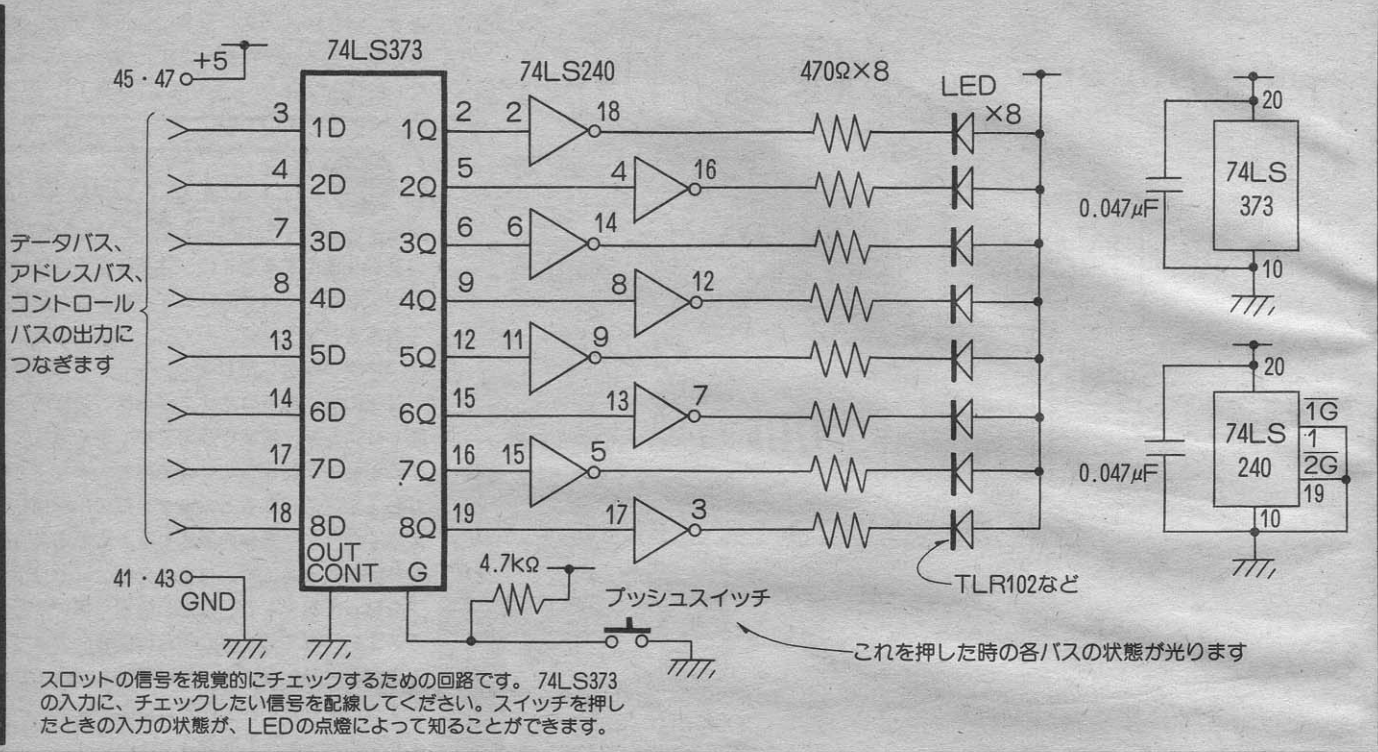 45・47 +5
74LS373
74LS240
470Ω×8
LED
×8
3 1D 1Q 2 2 18
4 2D 2Q 5 4 16
7 3D 3Q 6 6 14
8 4D 4Q 9 8 12
13 5D 5Q 12 11 9
14 6D 6Q 15 13 7
17 7D 7Q 16 15 5
18 8D 8Q 19 17 3
OUT
CONT G
データバス、
アドレスバス、
コントロール
バスの出力に
つなぎます
41・43
GND
4.7kΩ
プッシュスイッチ
TLR102など
これを押した時の各バスの状態が光ります
20
74LS
373
0.047μF
10
20
74LS
240
1G
1
2G
19
0.047μF
10
スロットの信号を視覚的にチェックするための回路です。74LS373
の入力に、チェックしたい信号を配線してください。スイッチを押し
たときの入力の状態が、LEDの点燈によって知ることができます。